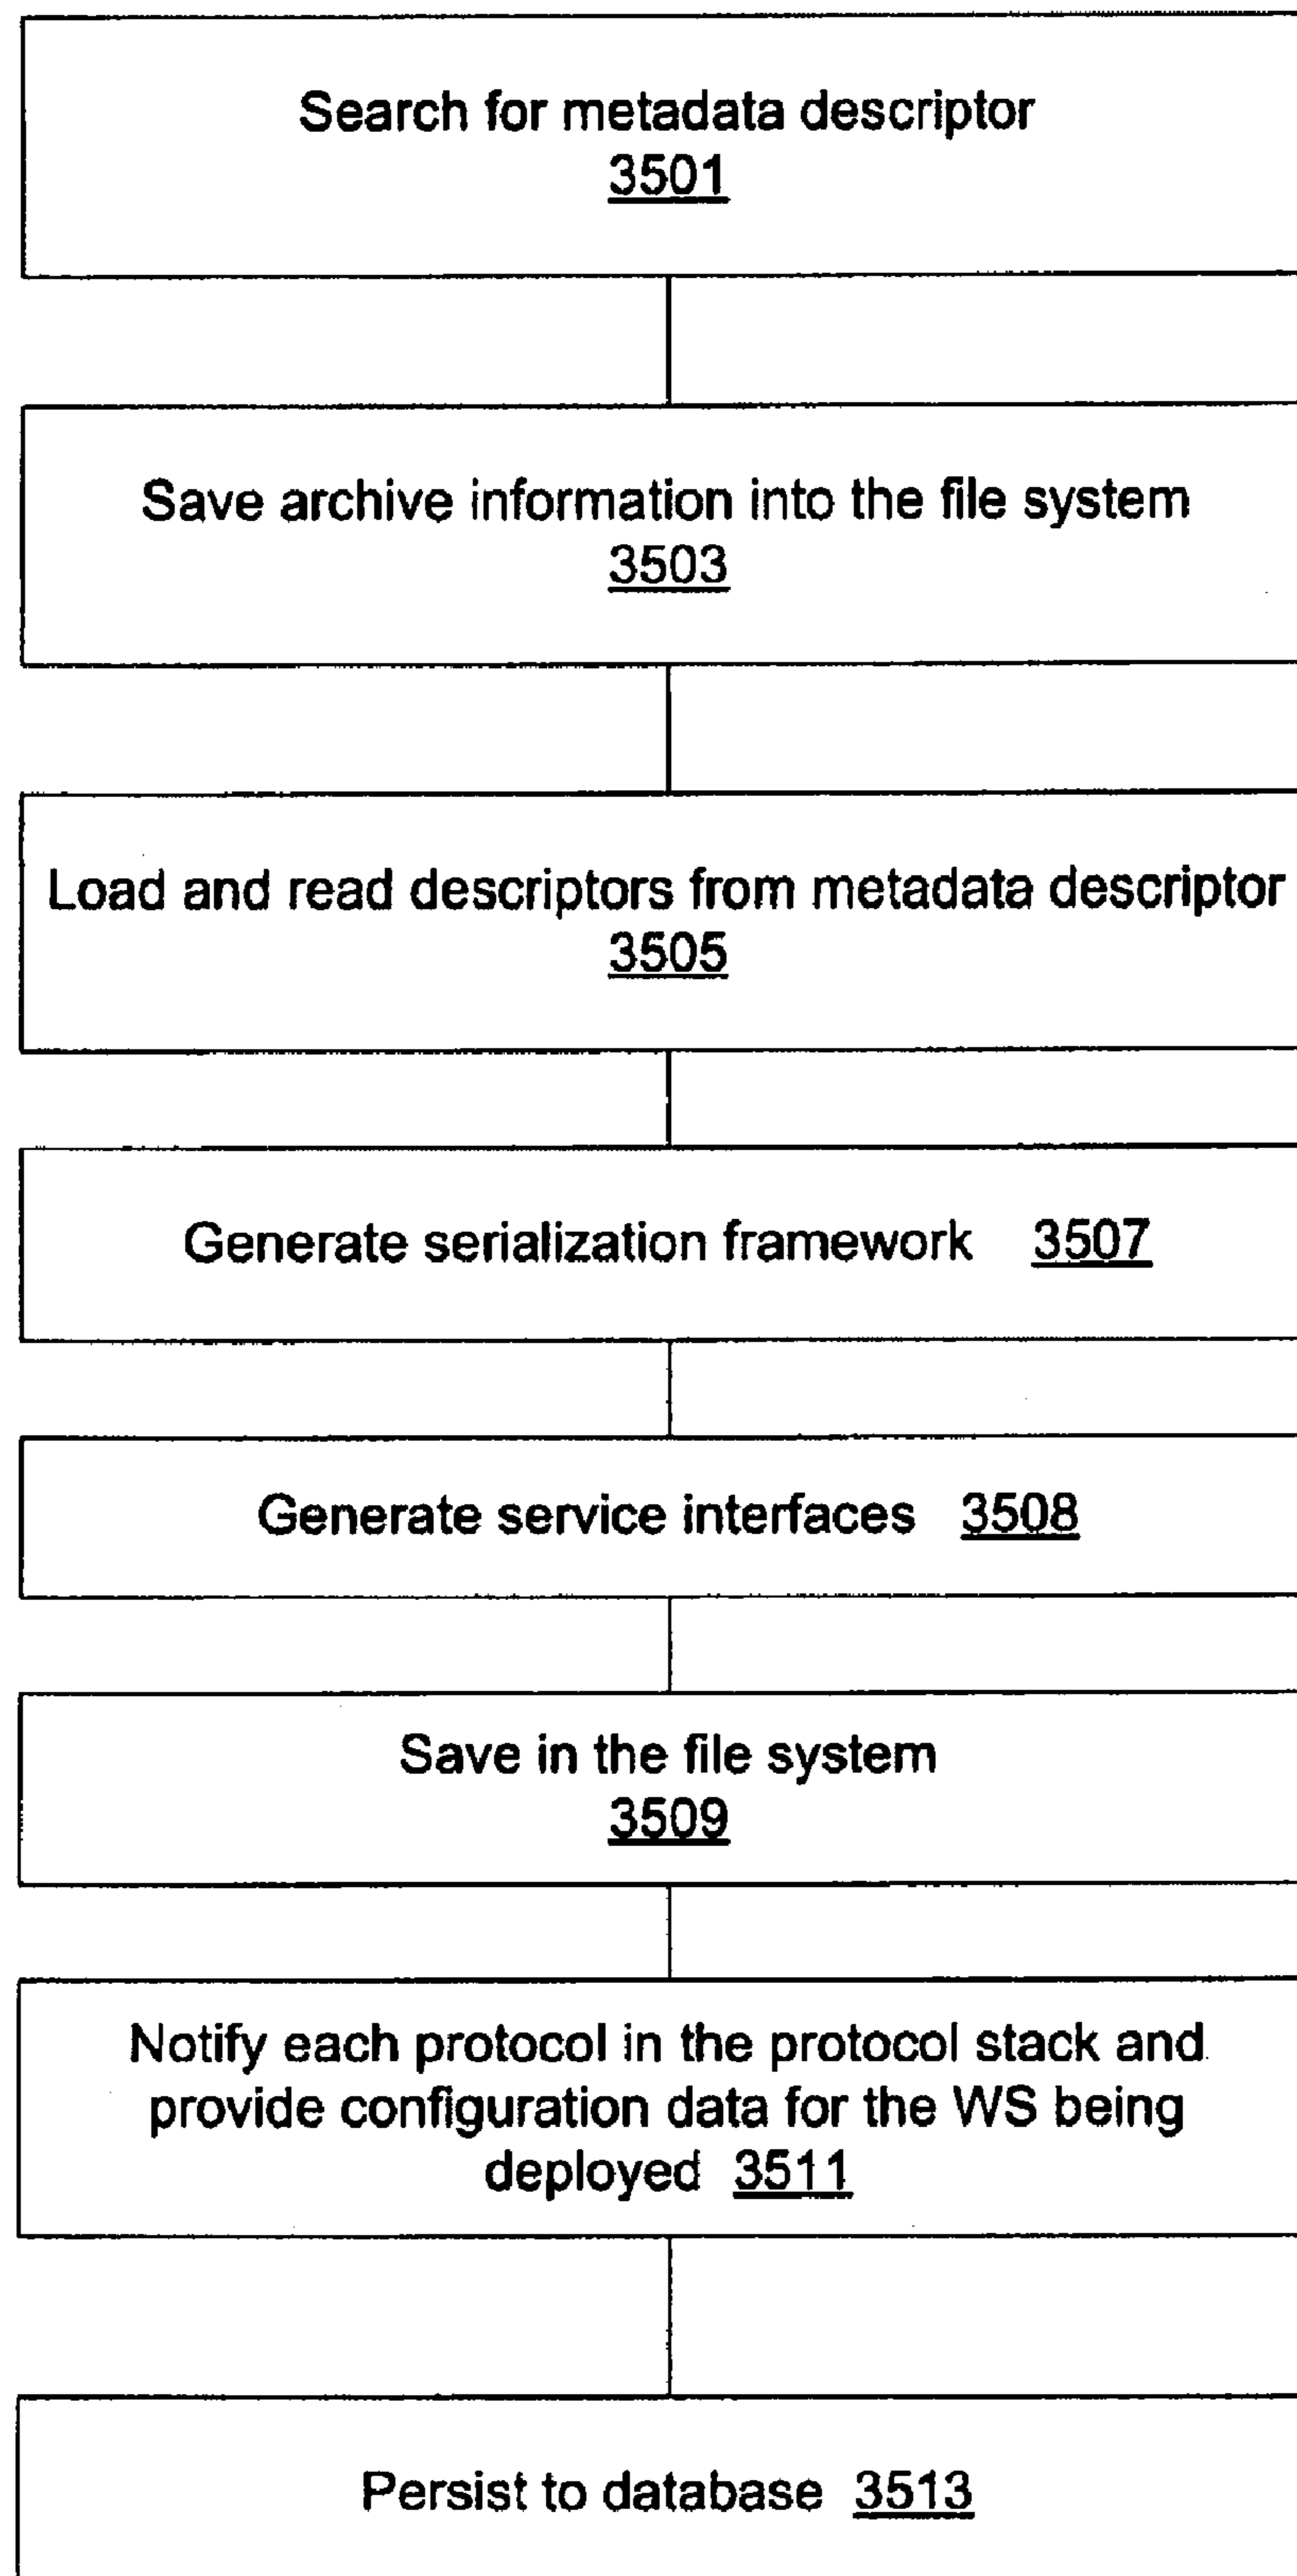 Search for metadata descriptor
3501
Save archive information into the file system
3503
Load and read descriptors from metadata descriptor
3505
Generate serialization framework 3507
Generate service interfaces 3508
Save in the file system
3509
Notify each protocol in the protocol stack and
provide configuration data for the WS being
deployed 3511
Persist to database 3513